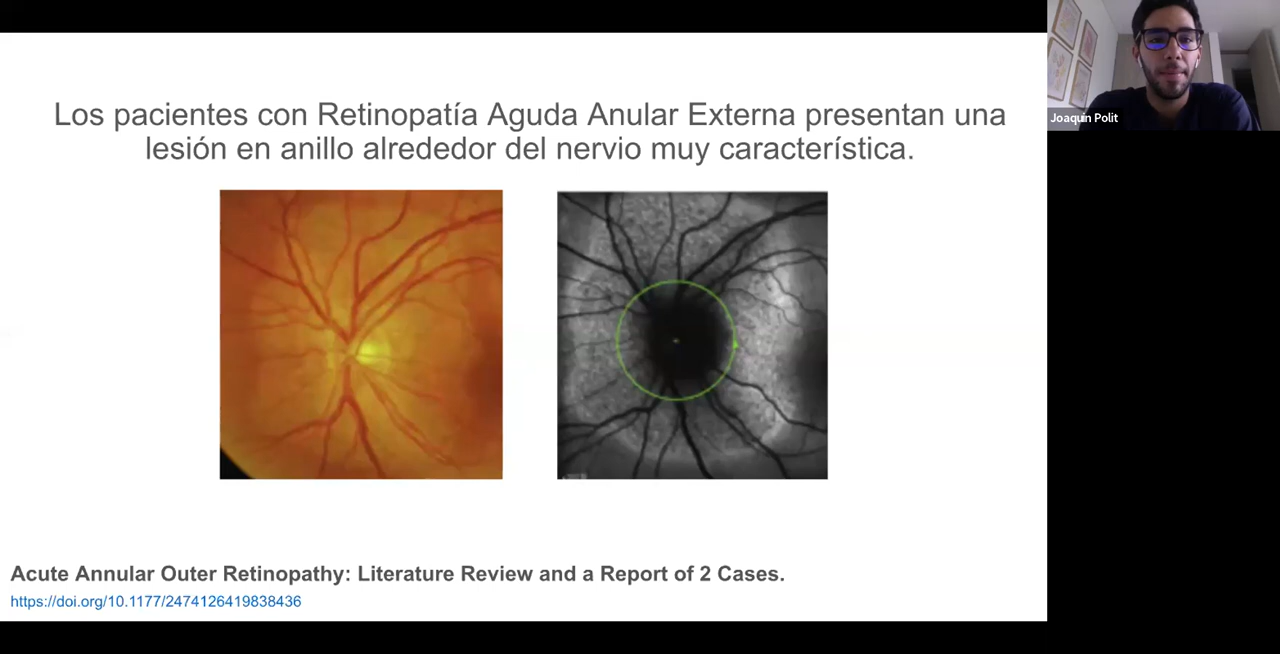 Los pacientes con Retinopatía Aguda Anular Externa presentan una
lesión en anillo alrededor del nervio muy característica.
Acute Annular Outer Retinopathy: Literature Review and a Report of 2 Cases.
https://doi.org/10.1177/2474126419838436
Joaquin Polit